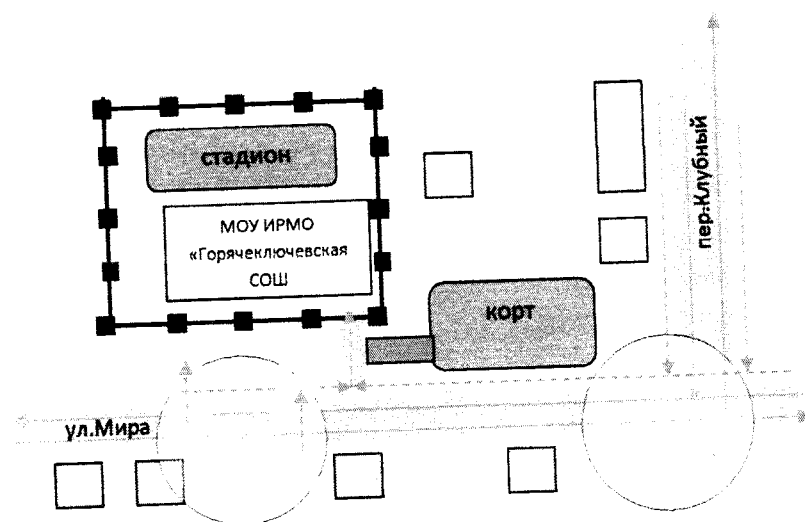 стадион
МОУ ИРМО
«Горячеключевская
СОШ
корт
пер.Клубный
ул.Мира